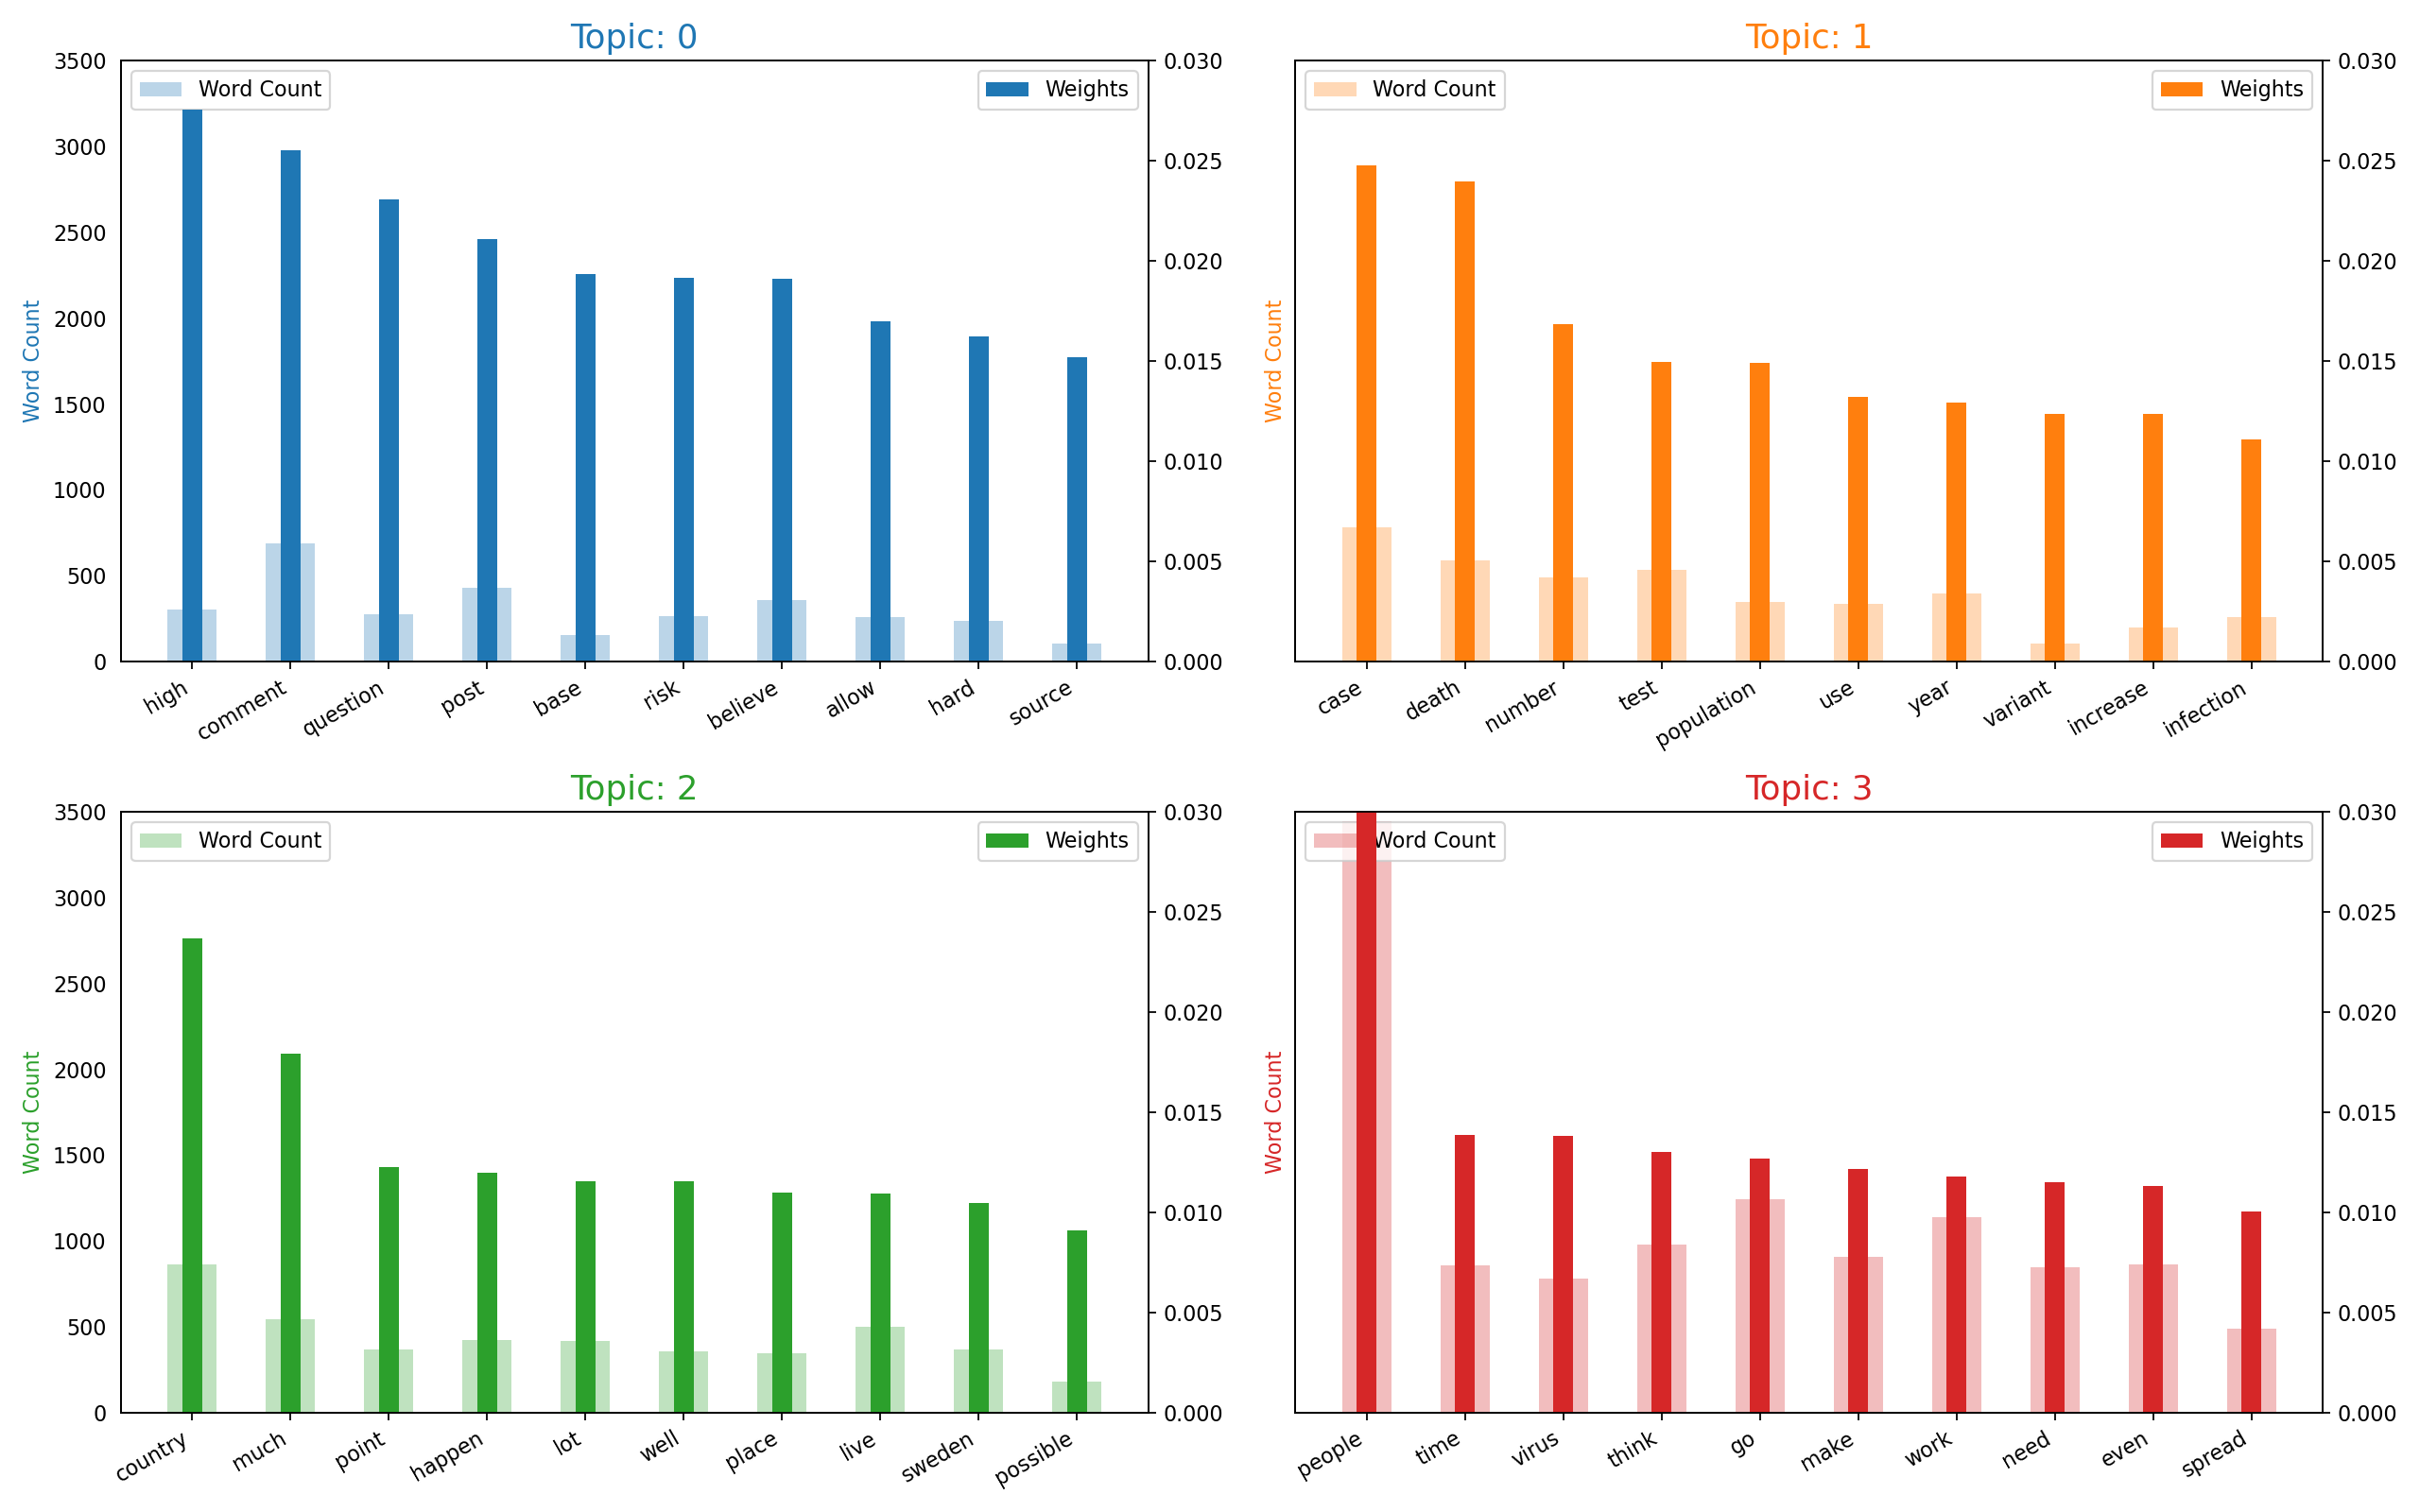 Topic: 0
Word Count
Weights
3500
3000
2500
2000
1500
1000
500
0
Word Count
0.030
0.025
0.020
0.015
0.010
0.005
0.000
high
comment
question
post
base
risk
believe
allow
hard
source
Topic: 1
Word Count
Weights
Word Count
0.030
0.025
0.020
0.015
0.010
0.005
0.000
case
death
number
test
population
use
year
variant
increase
infection
Topic: 2
Word Count
Weights
3500
3000
2500
2000
1500
1000
500
0
Word Count
0.030
0.025
0.020
0.015
0.010
0.005
0.000
country
much
point
happen
lot
well
place
live
sweden
possible
Topic: 3
Word Count
Weights
Word Count
0.030
0.025
0.020
0.015
0.010
0.005
0.000
people
time
virus
think
go
make
work
need
even
spread